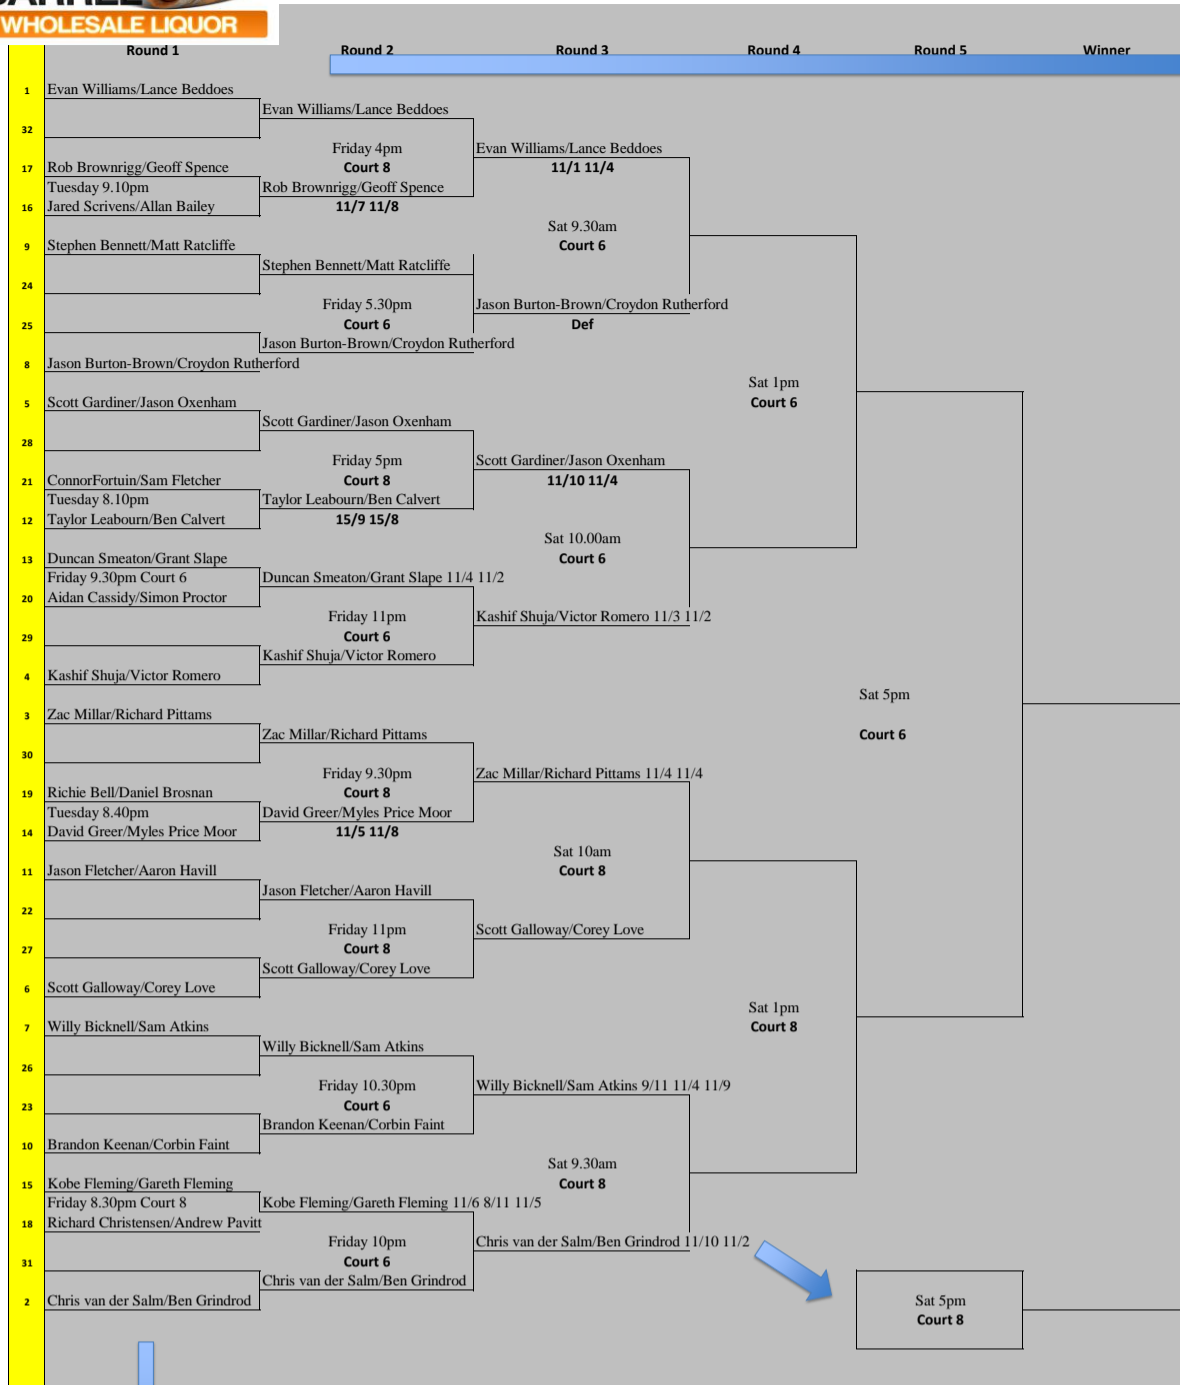 WHOLESALE LIQUOR
Round 1 Round 2 Round 3 Round 4 Round 5 Winner
1 Evan Williams/Lance Beddoes
Evan Williams/Lance Beddoes
32
Friday 4pm Evan Williams/Lance Beddoes
17 Rob Brownrigg/Geoff Spence Court 8 11/1 11/4
Tuesday 9.10pm Rob Brownrigg/Geoff Spence
16 Jared Scrivens/Allan Bailey 11/7 11/8
Sat 9.30am
9 Stephen Bennett/Matt Ratcliffe Court 6
Stephen Bennett/Matt Ratcliffe
24
Friday 5.30pm Jason Burton-Brown/Croydon Rutherford
25 Court 6 Def
Jason Burton-Brown/Croydon Rutherford
8 Jason Burton-Brown/Croydon Rutherford
Sat 1pm
5 Scott Gardiner/Jason Oxenham Court 6
Scott Gardiner/Jason Oxenham
28
Friday 5pm Scott Gardiner/Jason Oxenham
21 ConnorFortuin/Sam Fletcher Court 8 11/10 11/4
Tuesday 8.10pm Taylor Leabourn/Ben Calvert
12 Taylor Leabourn/Ben Calvert 15/9 15/8
Sat 10.00am
13 Duncan Smeaton/Grant Slape Court 6
Friday 9.30pm Court 6 Duncan Smeaton/Grant Slape 11/4 11/2
20 Aidan Cassidy/Simon Proctor
Friday 11pm Kashif Shuja/Victor Romero 11/3 11/2
29 Court 6
Kashif Shuja/Victor Romero
4 Kashif Shuja/Victor Romero
Sat 5pm
3 Zac Millar/Richard Pittams
Zac Millar/Richard Pittams Court 6
30
Friday 9.30pm Zac Millar/Richard Pittams 11/4 11/4
19 Richie Bell/Daniel Brosnan Court 8
Tuesday 8.40pm David Greer/Myles Price Moor
14 David Greer/Myles Price Moor 11/5 11/8
Sat 10am
11 Jason Fletcher/Aaron Havill Court 8
Jason Fletcher/Aaron Havill
22
Friday 11pm Scott Galloway/Corey Love
27 Court 8
Scott Galloway/Corey Love
6 Scott Galloway/Corey Love
Sat 1pm
7 Willy Bicknell/Sam Atkins Court 8
Willy Bicknell/Sam Atkins
26
Friday 10.30pm Willy Bicknell/Sam Atkins 9/11 11/4 11/9
23 Court 6
Brandon Keenan/Corbin Faint
10 Brandon Keenan/Corbin Faint
Sat 9.30am
15 Kobe Fleming/Gareth Fleming Court 8
Friday 8.30pm Court 8 Kobe Fleming/Gareth Fleming 11/6 8/11 11/5
18 Richard Christensen/Andrew Pavitt
Friday 10pm Chris van der Salm/Ben Grindrod 11/10 11/2
31 Court 6
Chris van der Salm/Ben Grindrod
2 Chris van der Salm/Ben Grindrod Sat 5pm
Court 8